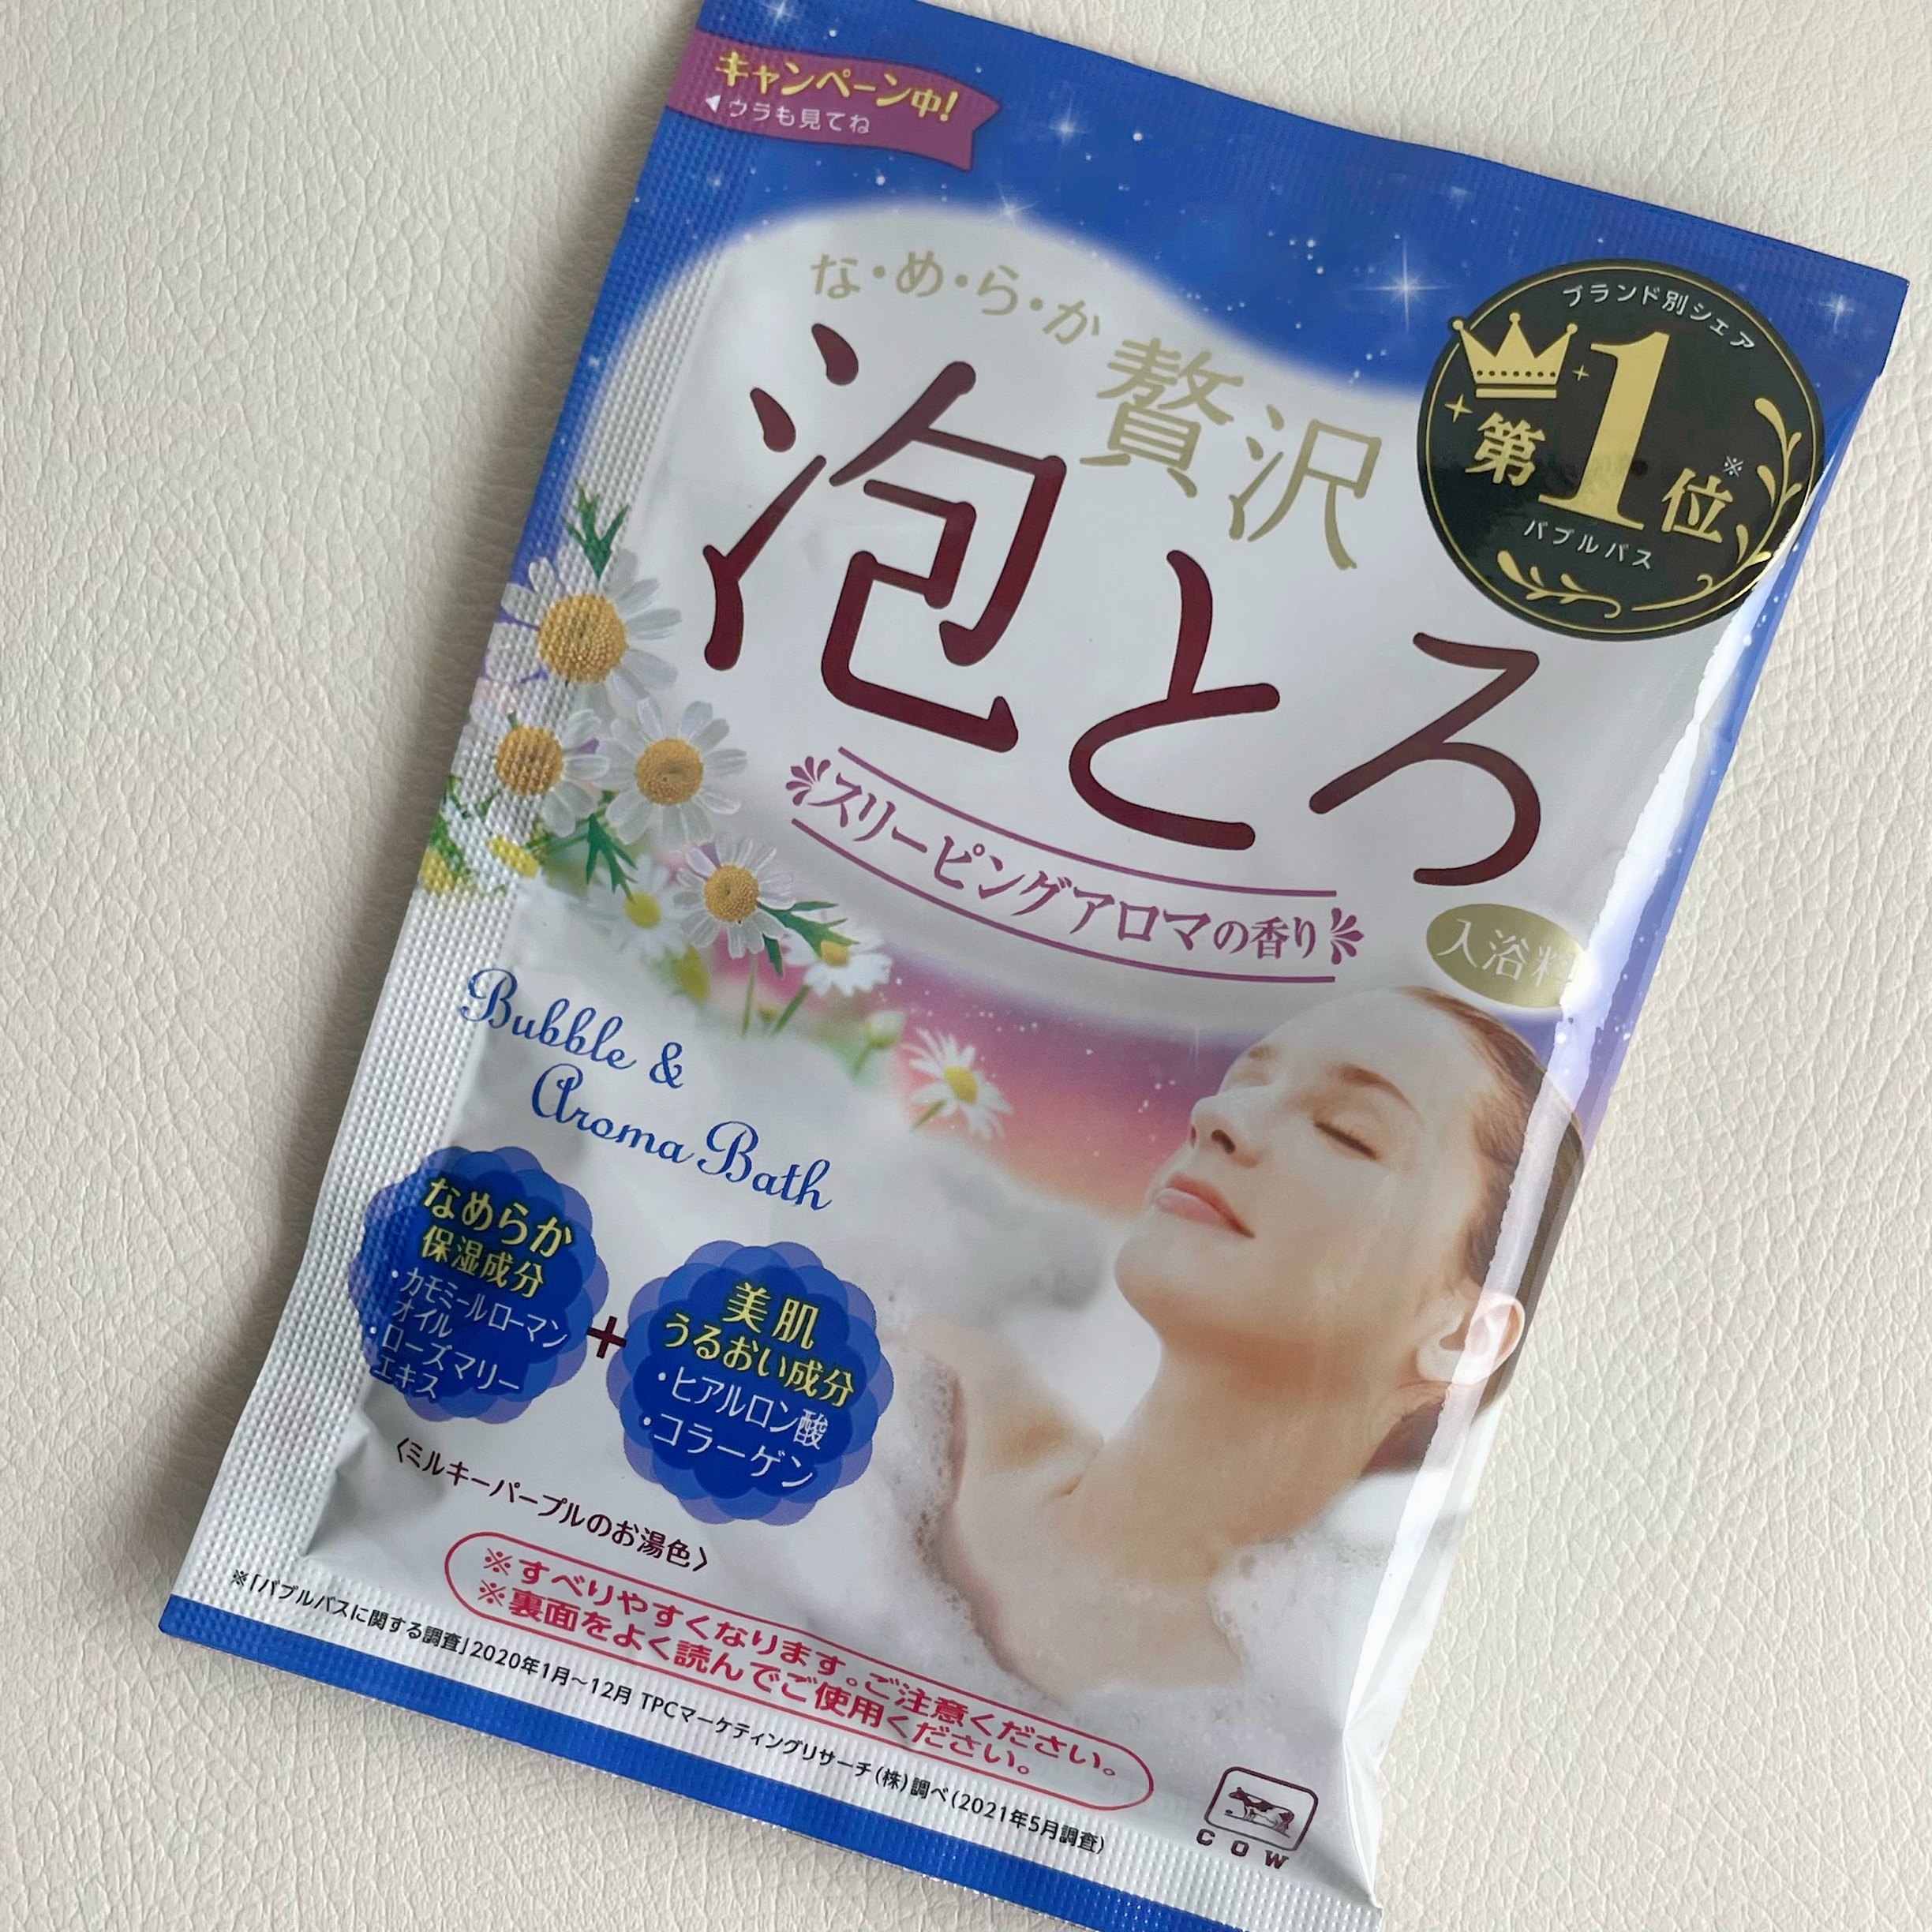 キャンペーン中!
◀ウラも見てね
な・め・ら・か
贅沢
泡とろ
ブランド別シェア
第1位※
バブルバス
スリーピングアロマの香り
入浴料
Bubble &
Aroma Bath
なめらか
保湿成分
・カモミールローマン
オイル
・ローズマリー
エキス
+
美肌
うるおい成分
・ヒアルロン酸
・コラーゲン
〈ミルキーパープルのお湯色〉
※すべりやすくなります。ご注意ください。
※裏面をよく読んでご使用ください。
※「バブルバスに関する調査」2020年1月〜12月 TPCマーケティングリサーチ(株)調べ(2021年5月調査)
COW